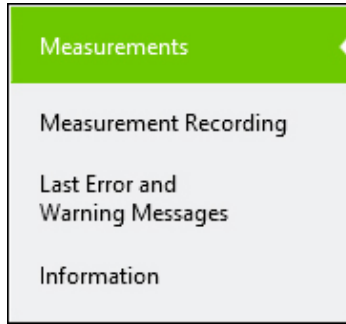 Measurements
Measurement Recording
Last Error and
Warning Messages
Information